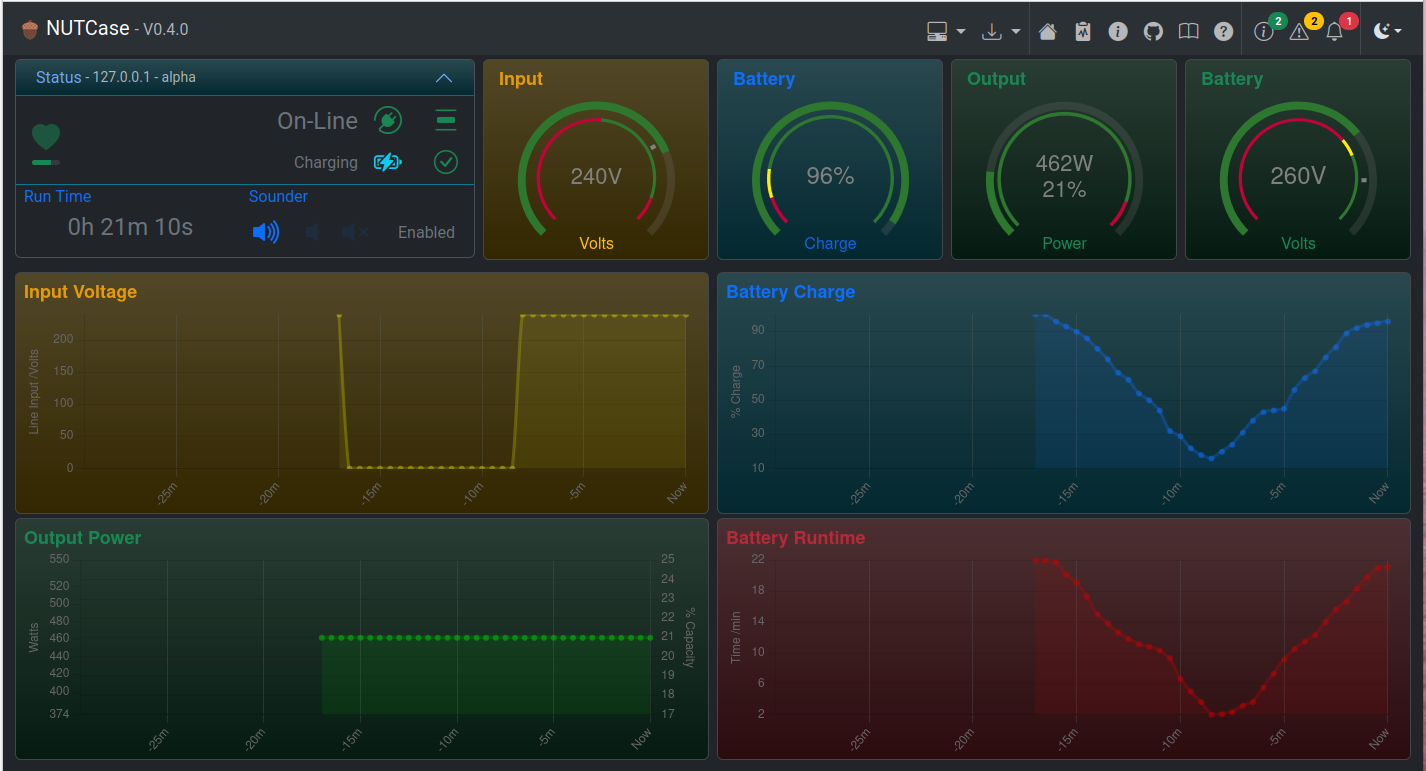 NUTCase - V0.4.0
2
2
1
Status - 127.0.0.1 - alpha
On-Line
Charging
Run Time
Sounder
0h 21m 10s
Enabled
Input
240V
Volts
Battery
96%
Charge
Output
462W
21%
Power
Battery
260V
Volts
Input Voltage
Line Input /Volts
200
150
100
50
0
-25m
-20m
-15m
-10m
-5m
Now
Battery Charge
% Charge
90
70
50
30
10
-25m
-20m
-15m
-10m
-5m
Now
Output Power
Watts
550
520
500
480
460
440
420
400
374
25
24
23
22
21
20
19
18
17
% Capacity
-25m
-20m
-15m
-10m
-5m
Now
Battery Runtime
Time /min
22
18
14
10
6
2
-25m
-20m
-15m
-10m
-5m
Now